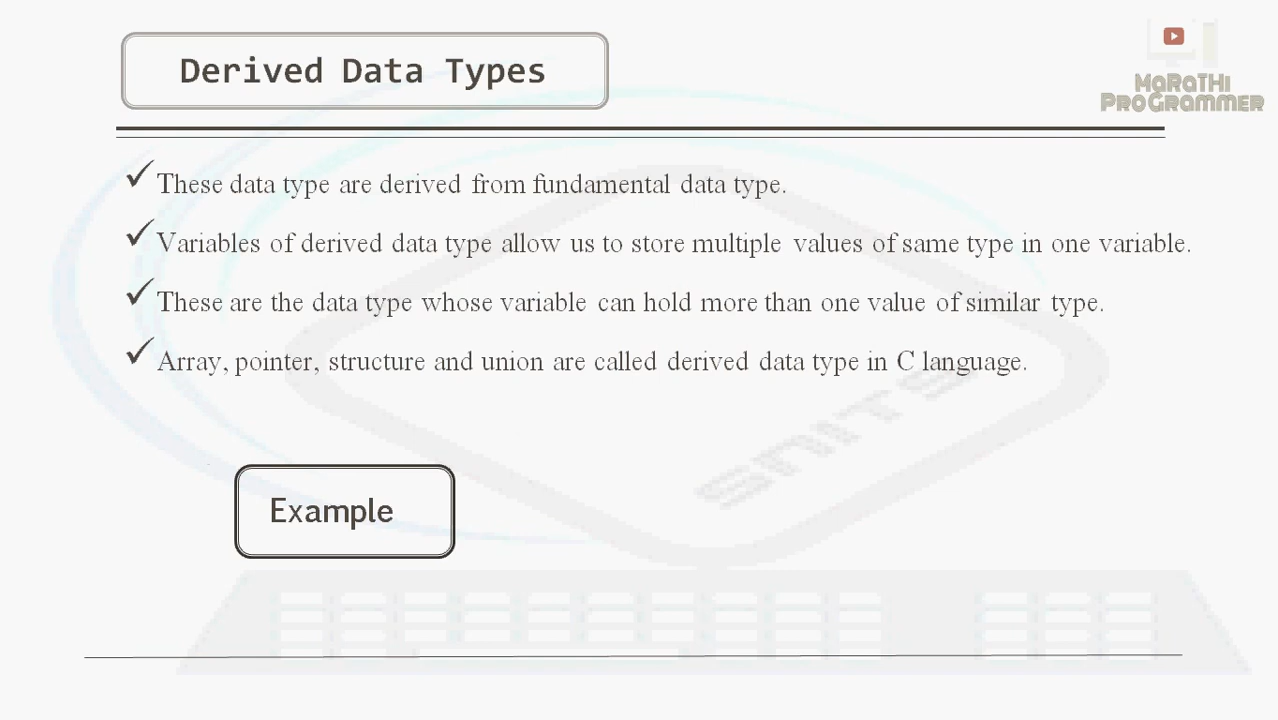 Derived Data Types
MaRaTHi
ProGrammer
These data type are derived from fundamental data type.
Variables of derived data type allow us to store multiple values of same type in one variable.
These are the data type whose variable can hold more than one value of similar type.
Array, pointer, structure and union are called derived data type in C language.
SNITS
Example